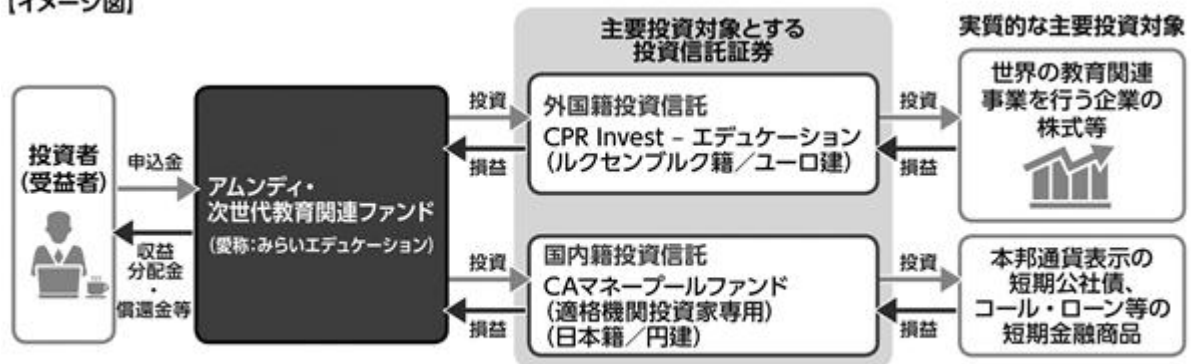 【イメージ図】
主要投資対象とする
投資信託証券
実質的な主要投資対象
投資者
(受益者)
申込金
収益
分配金
・
償還金等
アムンディ・
次世代教育関連ファンド
(愛称:みらいエデュケーション)
投資
損益
外国籍投資信託
CPR Invest – エデュケーション
(ルクセンブルク籍/ユーロ建)
投資
損益
世界の教育関連
事業を行う企業の
株式等
投資
損益
国内籍投資信託
CAマネープールファンド
(適格機関投資家専用)
(日本籍/円建)
投資
損益
本邦通貨表示の
短期公社債、
コール・ローン等の
短期金融商品